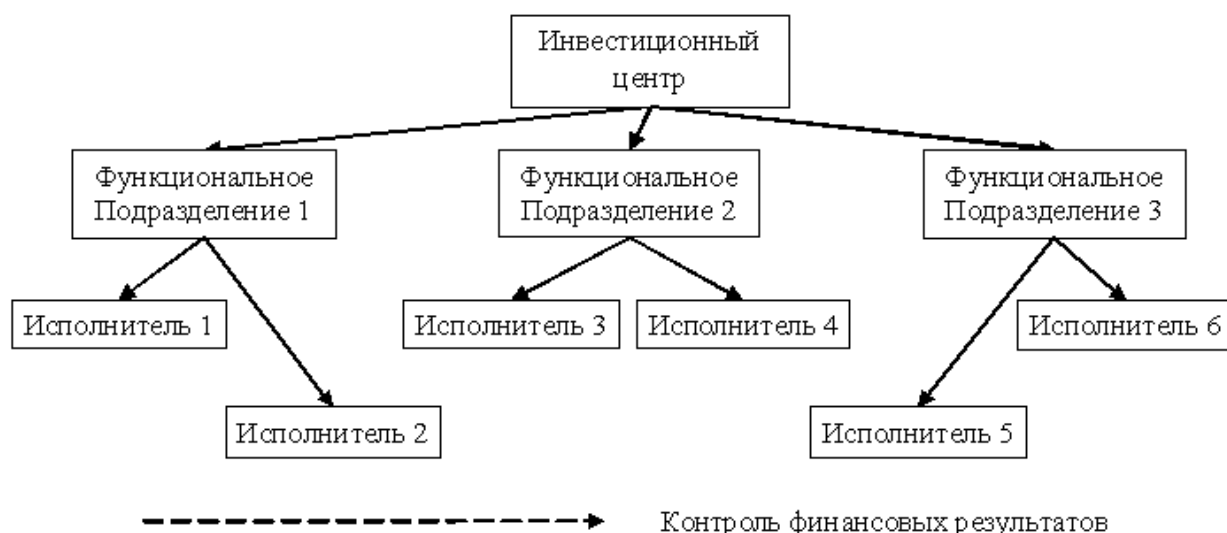 Инвестиционный
центр
Функциональное
Подразделение 1
Функциональное
Подразделение 2
Функциональное
Подразделение 3
Исполнитель 1
Исполнитель 3
Исполнитель 4
Исполнитель 6
Исполнитель 2
Исполнитель 5
Контроль финансовых результатов